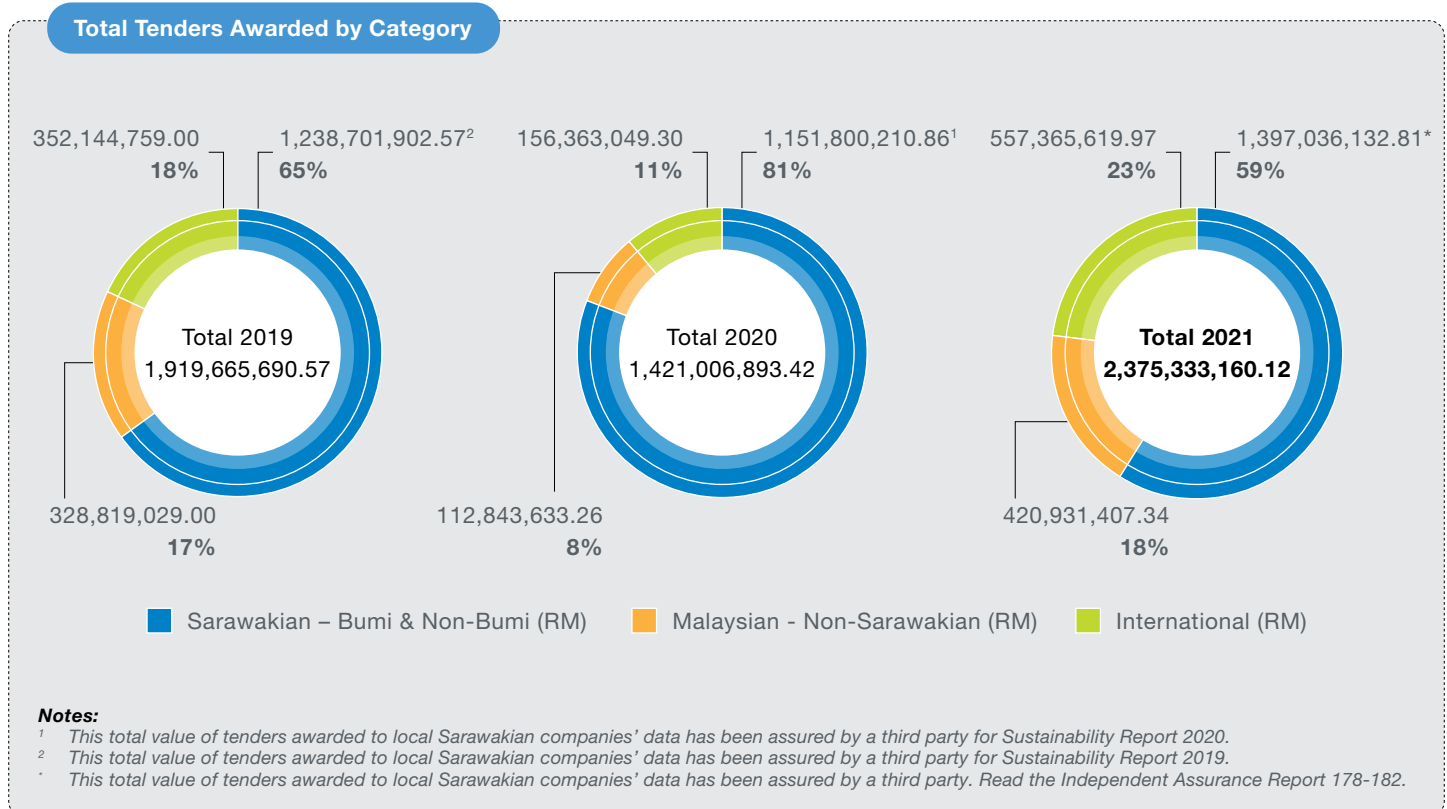 Total Tenders Awarded by Category
352,144,759.00
18%
1,238,701,902.57²
65%
Total 2019
1,919,665,690.57
328,819,029.00
17%
156,363,049.30
11%
1,151,800,210.86¹
81%
Total 2020
1,421,006,893.42
112,843,633.26
8%
557,365,619.97
23%
1,397,036,132.81*
59%
Total 2021
2,375,333,160.12
420,931,407.34
18%
Sarawakian – Bumi & Non-Bumi (RM)
Malaysian - Non-Sarawakian (RM)
International (RM)
Notes:
¹ This total value of tenders awarded to local Sarawakian companies’ data has been assured by a third party for Sustainability Report 2020.
² This total value of tenders awarded to local Sarawakian companies’ data has been assured by a third party for Sustainability Report 2019.
* This total value of tenders awarded to local Sarawakian companies’ data has been assured by a third party. Read the Independent Assurance Report 178-182.